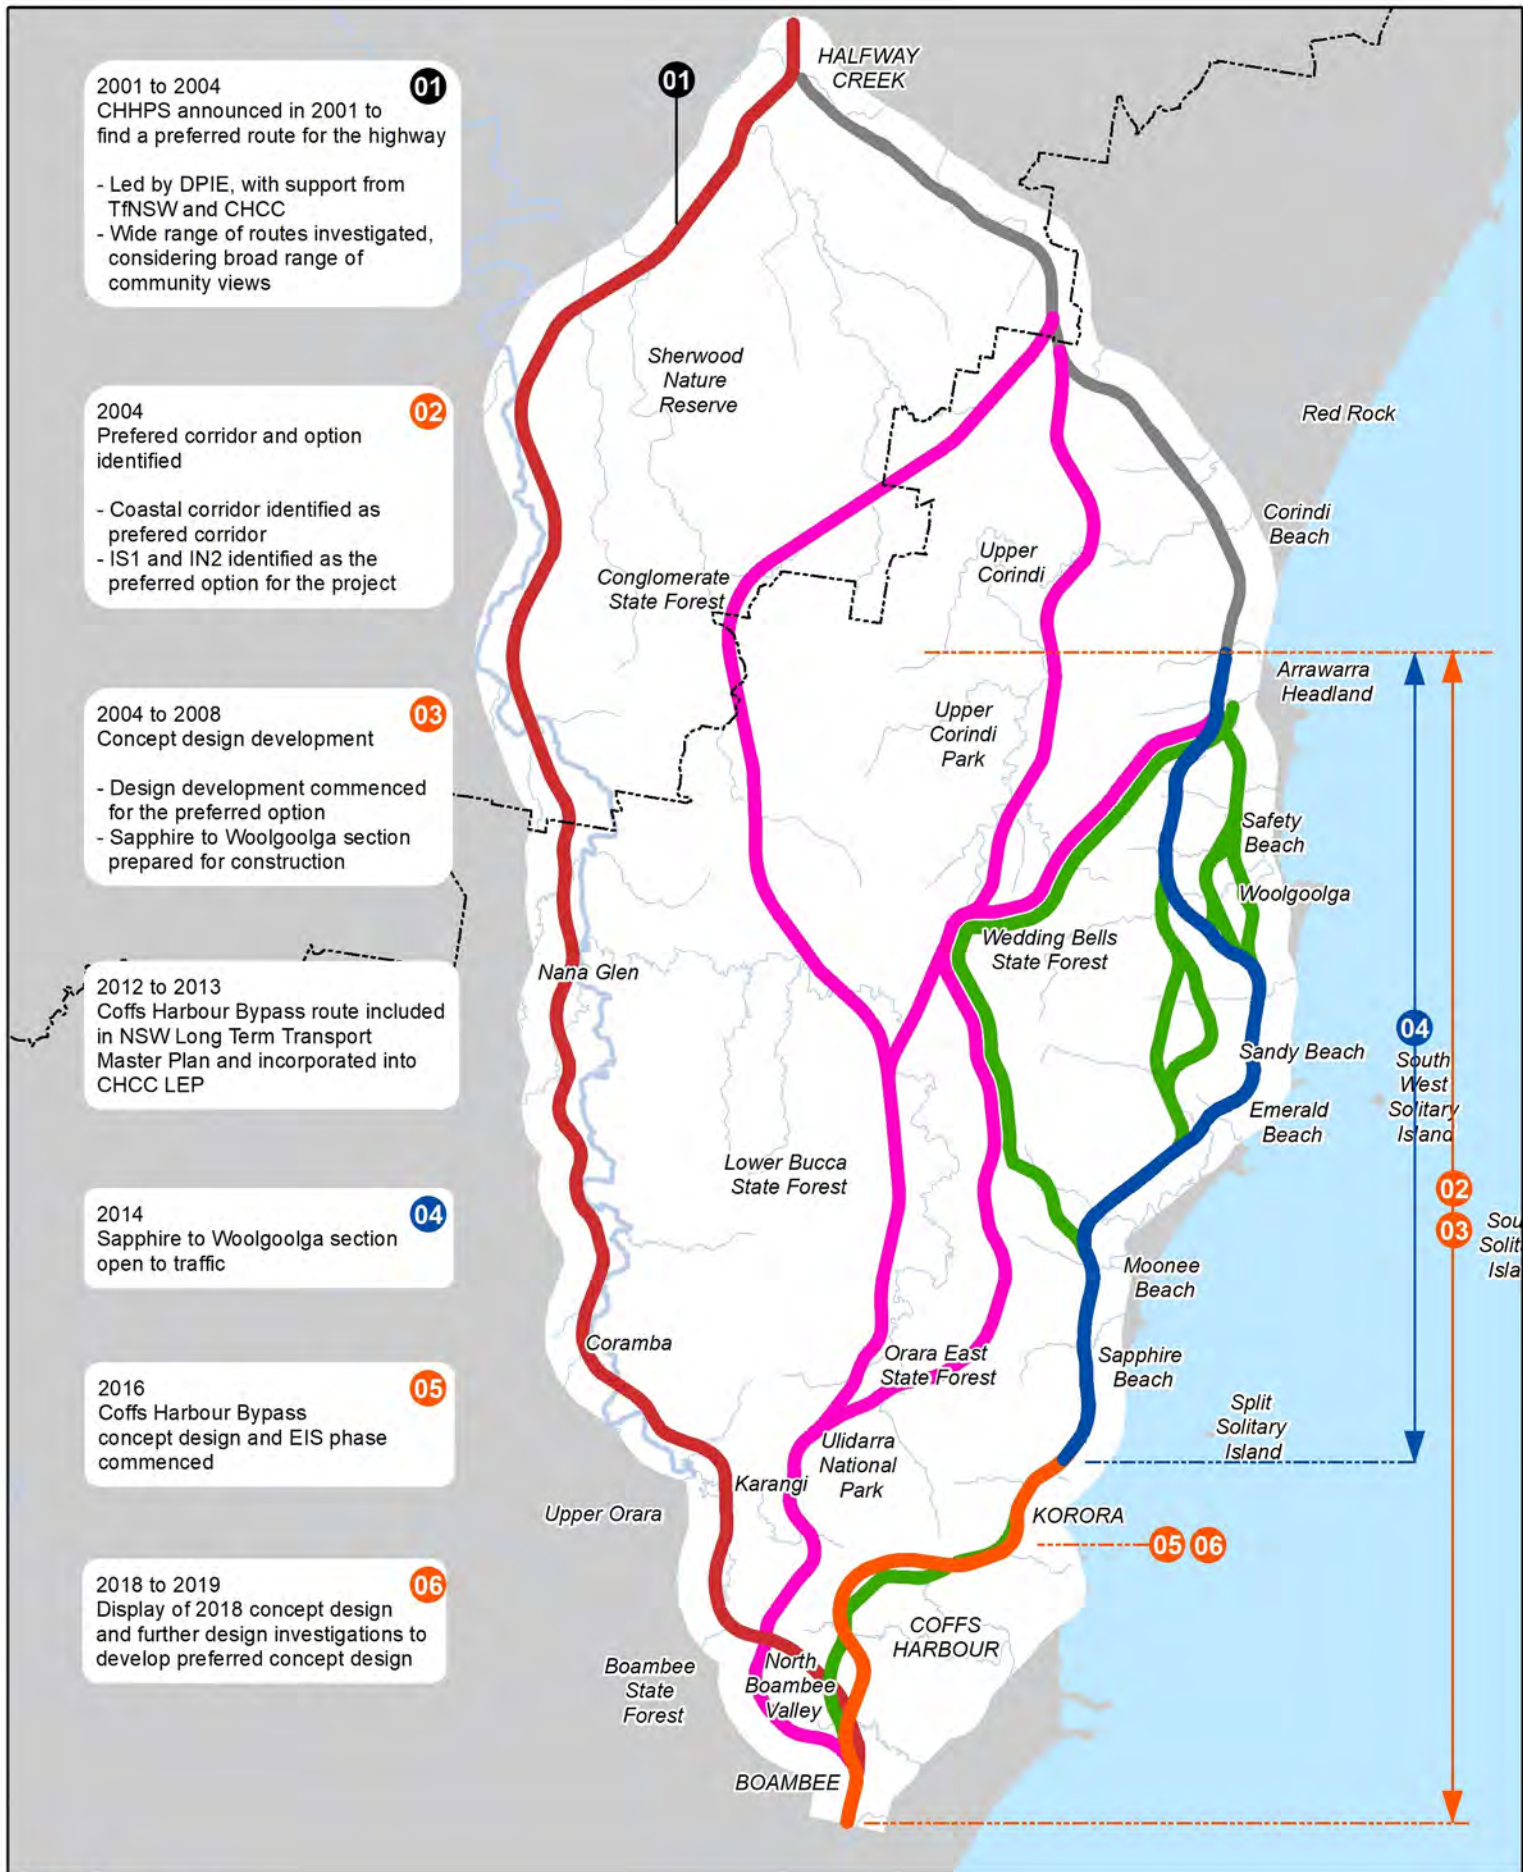 2001 to 2004
01
CHHPS announced in 2001 to
find a preferred route for the highway
- Led by DPIE, with support from
TfNSW and CHCC
- Wide range of routes investigated,
considering broad range of
community views
2004
02
Prefered corridor and option
identified
- Coastal corridor identified as
prefered corridor
- IS1 and IN2 identified as the
preferred option for the project
2004 to 2008
03
Concept design development
- Design development commenced
for the preferred option
- Sapphire to Woolgoolga section
prepared for construction
2012 to 2013
Coffs Harbour Bypass route included
in NSW Long Term Transport
Master Plan and incorporated into
CHCC LEP
2014
04
Sapphire to Woolgoolga section
open to traffic
2016
05
Coffs Harbour Bypass
concept design and EIS phase
commenced
2018 to 2019
06
Display of 2018 concept design
and further design investigations to
develop preferred concept design
01
HALFWAY
CREEK
Sherwood
Nature
Reserve
Red Rock
Corindi
Beach
Upper
Corindi
Conglomerate
State Forest
Arrawarra
Headland
Upper
Corindi
Park
Safety
Beach
Woolgoolga
Wedding Bells
State Forest
Nana Glen
04
Sandy Beach
South
West
Solitary
Island
Emerald
Beach
Lower Bucca
State Forest
02
03
Sou
Solit
Isla
Moonee
Beach
Coramba
Orara East
State Forest
Sapphire
Beach
Split
Solitary
Island
Ulidarra
National
Park
Karangi
Upper Orara
KORORA
05 06
COFFS
HARBOUR
Boambee
State
Forest
North
Boambee
Valley
BOAMBEE